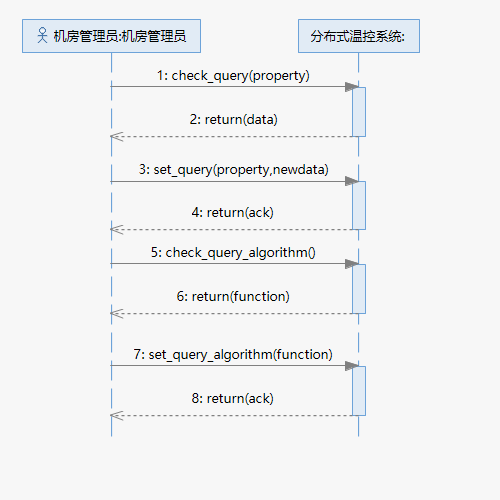 机房管理员:机房管理员
分布式温控系统:
1: check_query(property)
2: return(data)
3: set_query(property,newdata)
4: return(ack)
5: check_query_algorithm()
6: return(function)
7: set_query_algorithm(function)
8: return(ack)